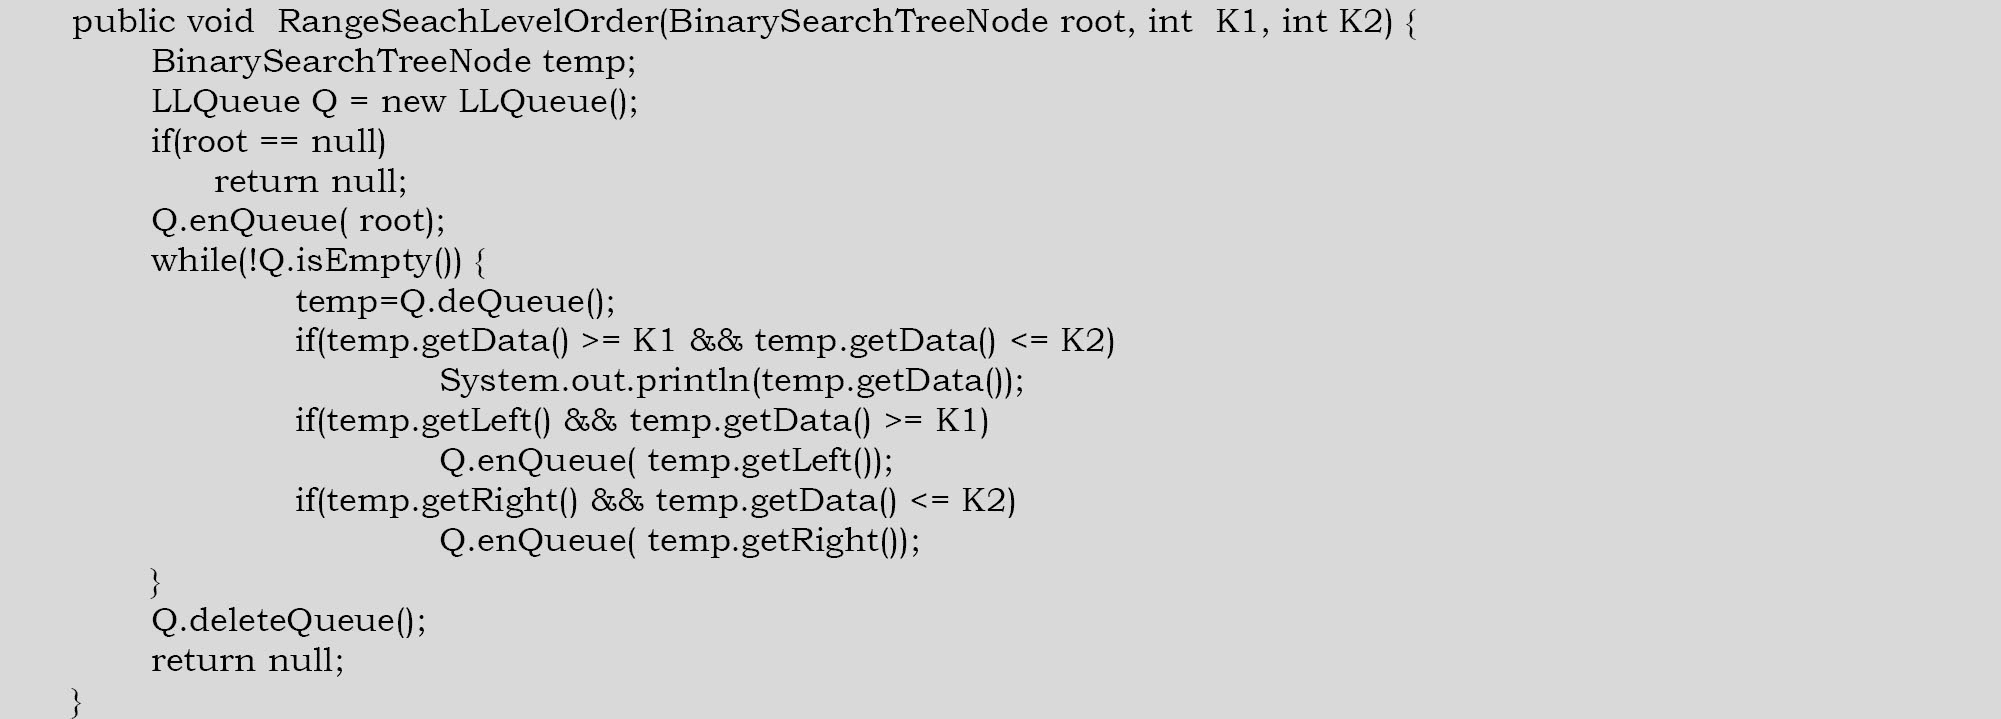 public void RangeSeachLevelOrder(BinarySearchTreeNode root, int K1, int K2) {
BinarySearchTreeNode temp;
LLQueue Q = new LLQueue();
if(root == null)
return null;
Q.enQueue( root);
while(!Q.isEmpty()) {
temp=Q.deQueue();
if(temp.getData() >= K1 && temp.getData() <= K2)
System.out.println(temp.getData());
if(temp.getLeft() && temp.getData() >= K1)
Q.enQueue( temp.getLeft());
if(temp.getRight() && temp.getData() <= K2)
Q.enQueue( temp.getRight());
}
Q.deleteQueue();
return null;
}